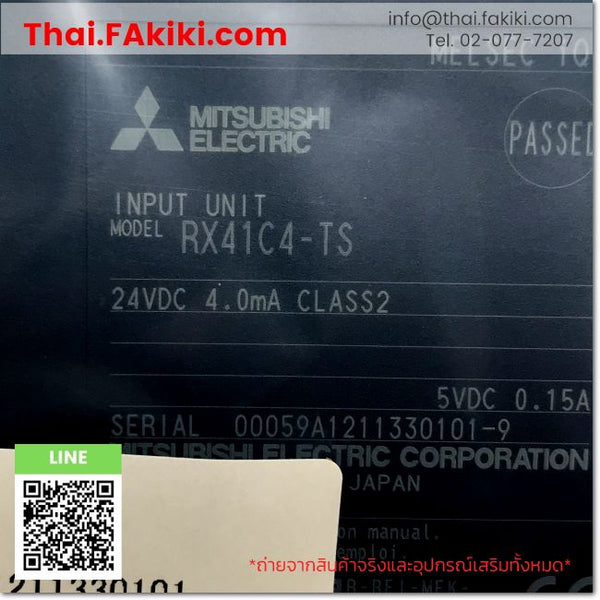 Thai.FAkiki.com
info@thai.fakiki.com
Tel. 02-077-7207
MITSUBISHI
ELECTRIC
PASSED
INPUT UNIT
MODEL RX41C4-TS
24VDC 4.0mA CLASS2
5VDC 0.15A
SERIAL 00059A1211330101-9
MITSUBISHI ELECTRIC CORPORATION
JAPAN
LINE
on manual.
emploi.
*ถ่ายจากสินค้าจริงและอุปกรณ์เสริมทั้งหมด*
211330101